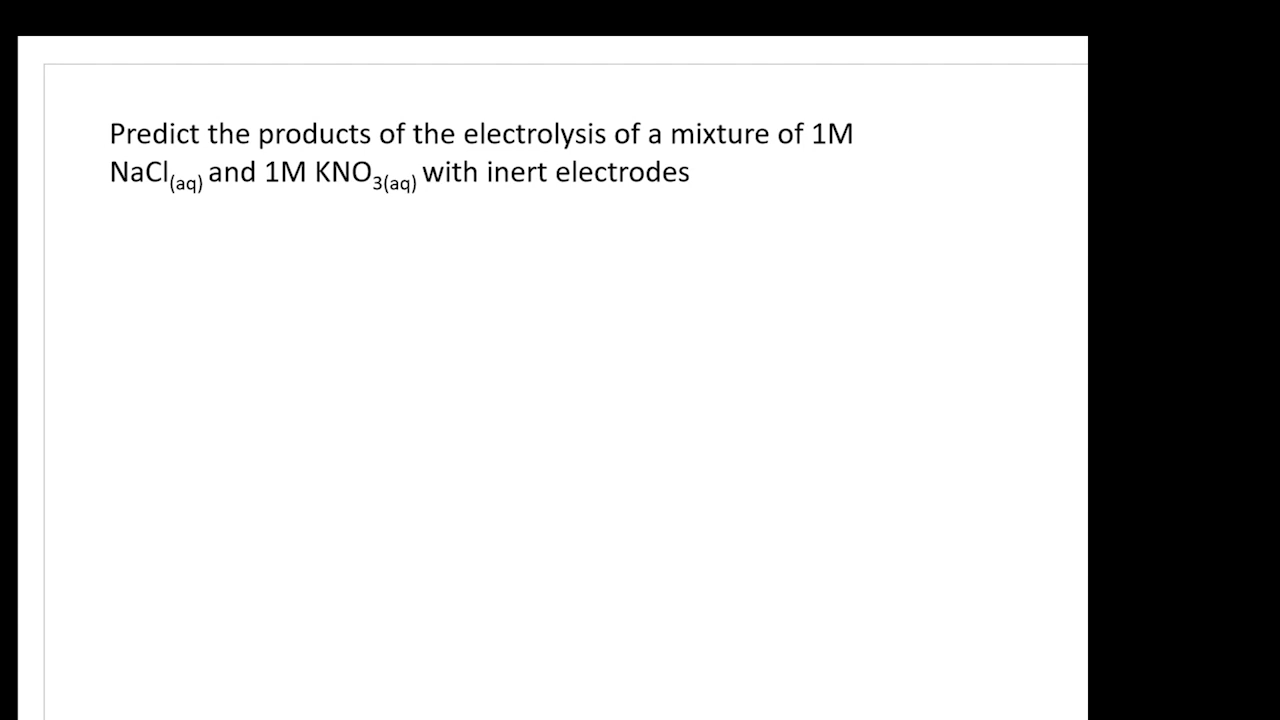 Predict the products of the electrolysis of a mixture of 1M
NaCl(aq) and 1M KNO3(aq) with inert electrodes